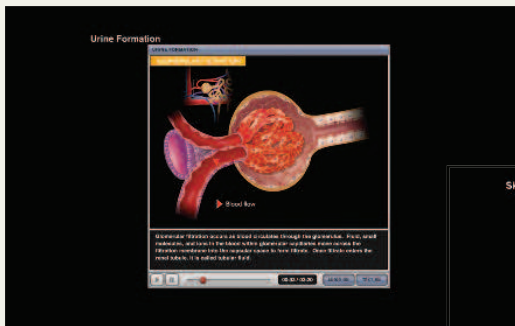 Urine Formation
URINE FORMATION
Blood flow
Glomerular filtration occurs as blood circulates through the glomerulus. Fluid, small
molecules, and ions in the blood within glomerular capillaries move across the
filtration membrane into the capsular space to form filtrate. Once filtrate enters the
renal tubule, it is called tubular fluid.